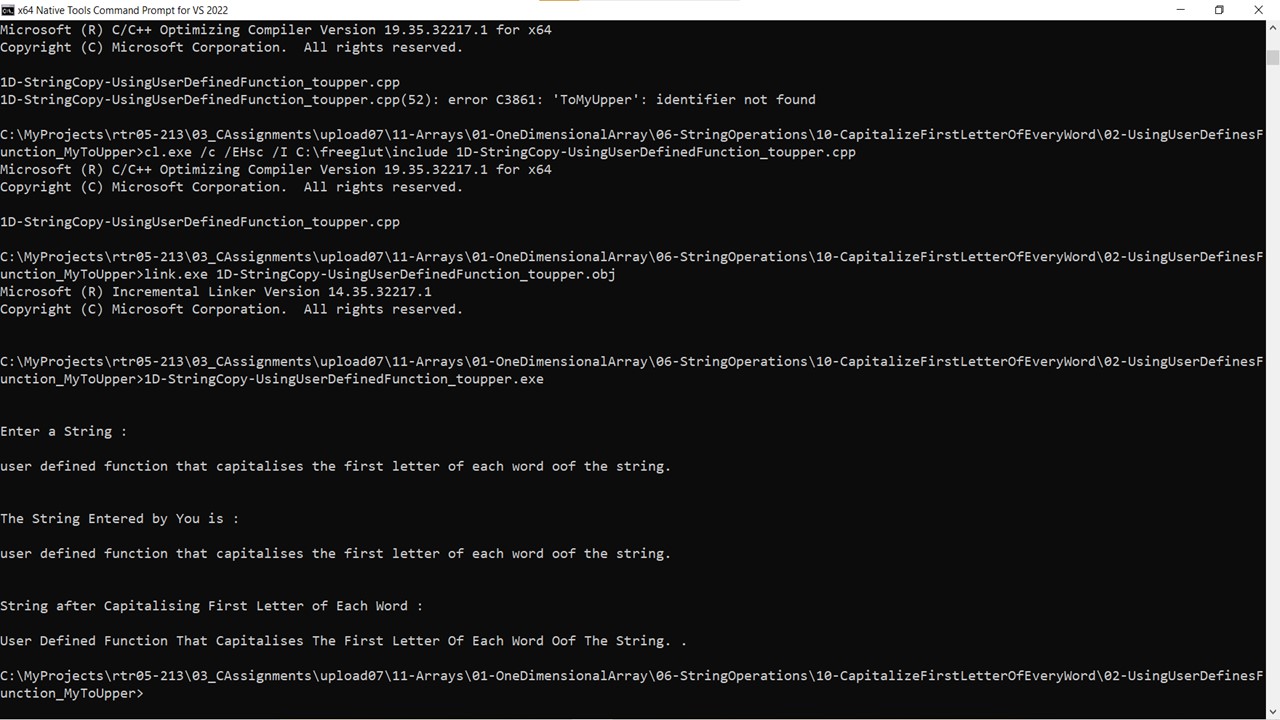 x64 Native Tools Command Prompt for VS 2022
Microsoft (R) C/C++ Optimizing Compiler Version 19.35.32217.1 for x64
Copyright (C) Microsoft Corporation.  All rights reserved.
1D-StringCopy-UsingUserDefinedFunction_toupper.cpp
1D-StringCopy-UsingUserDefinedFunction_toupper.cpp(52): error C3861: 'ToMyUpper': identifier not found
C:\MyProjects\rtr05-213\03_CAssignments\upload07\11-Arrays\01-OneDimensionalArray\06-StringOperations\10-CapitalizeFirstLetterOfEveryWord\02-UsingUserDefinesF
unction_MyToUpper>cl.exe /c /EHsc /I C:\freeglut\include 1D-StringCopy-UsingUserDefinedFunction_toupper.cpp
Microsoft (R) C/C++ Optimizing Compiler Version 19.35.32217.1 for x64
Copyright (C) Microsoft Corporation.  All rights reserved.
1D-StringCopy-UsingUserDefinedFunction_toupper.cpp
C:\MyProjects\rtr05-213\03_CAssignments\upload07\11-Arrays\01-OneDimensionalArray\06-StringOperations\10-CapitalizeFirstLetterOfEveryWord\02-UsingUserDefinesF
unction_MyToUpper>link.exe 1D-StringCopy-UsingUserDefinedFunction_toupper.obj
Microsoft (R) Incremental Linker Version 14.35.32217.1
Copyright (C) Microsoft Corporation.  All rights reserved.
C:\MyProjects\rtr05-213\03_CAssignments\upload07\11-Arrays\01-OneDimensionalArray\06-StringOperations\10-CapitalizeFirstLetterOfEveryWord\02-UsingUserDefinesF
unction_MyToUpper>1D-StringCopy-UsingUserDefinedFunction_toupper.exe
Enter a String :
user defined function that capitalises the first letter of each word oof the string.
The String Entered by You is :
user defined function that capitalises the first letter of each word oof the string.
String after Capitalising First Letter of Each Word :
User Defined Function That Capitalises The First Letter Of Each Word Oof The String. .
C:\MyProjects\rtr05-213\03_CAssignments\upload07\11-Arrays\01-OneDimensionalArray\06-StringOperations\10-CapitalizeFirstLetterOfEveryWord\02-UsingUserDefinesF
unction_MyToUpper>